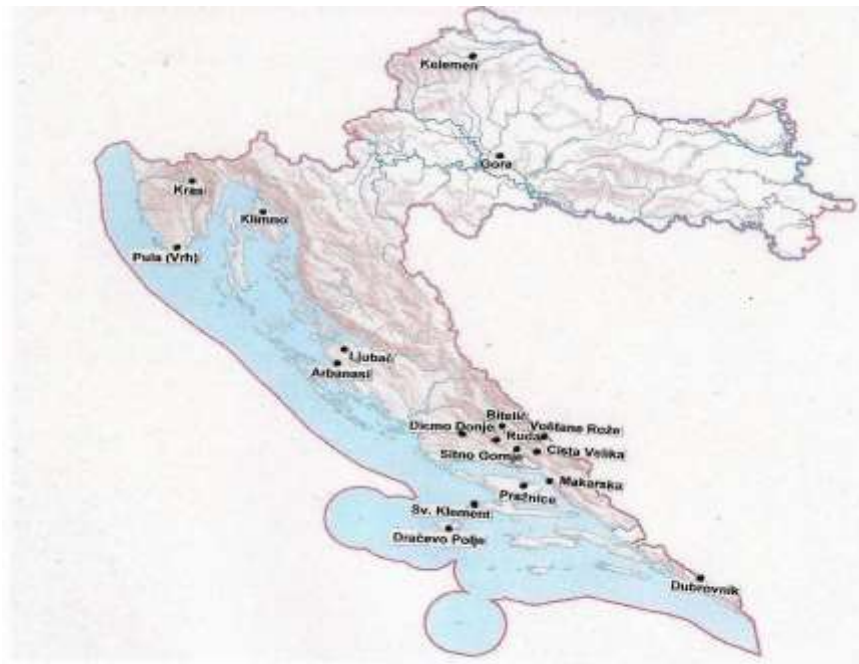 Kelemen
Gora
Kras
Klimno
Pula (Vrh)
Ljubač
Arbanasi
Bitelić
Dicmo Donje
Voštane Rože
Ruda
Sitno Gornje
Cista Velika
Makarska
Pražnice
Sv. Klement
Dračevo Polje
Dubrovnik